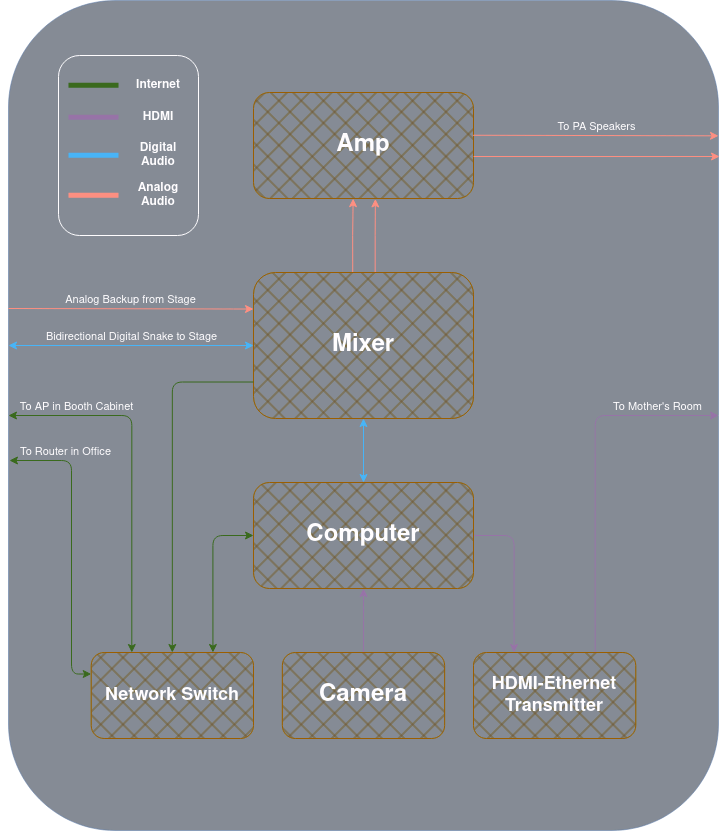 Internet
HDMI
Digital
Audio
Analog
Audio
Amp
To PA Speakers
Analog Backup from Stage
Bidirectional Digital Snake to Stage
Mixer
To AP in Booth Cabinet
To Mother's Room
To Router in Office
Computer
Network Switch
Camera
HDMI-Ethernet
Transmitter